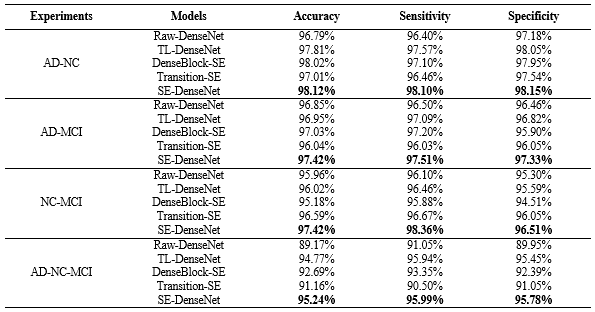 Experiments Models Accuracy Sensitivity Specificity
Raw-DenseNet 96.79% 96.40% 97.18%
TL-DenseNet 97.81% 97.57% 98.05%
AD-NC DenseBlock-SE 98.02% 97.10% 97.95%
Transition-SE 97.01% 96.46% 97.54%
SE-DenseNet 98.12% 98.10% 98.15%
Raw-DenseNet 96.85% 96.50% 96.46%
TL-DenseNet 96.95% 97.09% 96.82%
AD-MCI DenseBlock-SE 97.03% 97.20% 95.90%
Transition-SE 96.04% 96.03% 96.05%
SE-DenseNet 97.42% 97.51% 97.33%
Raw-DenseNet 95.96% 96.10% 95.30%
TL-DenseNet 96.02% 96.46% 95.59%
NC-MCI DenseBlock-SE 95.18% 95.88% 94.51%
Transition-SE 96.59% 96.67% 96.05%
SE-DenseNet 97.42% 98.36% 96.51%
Raw-DenseNet 89.17% 91.05% 89.95%
TL-DenseNet 94.77% 95.94% 95.45%
AD-NC-MCI DenseBlock-SE 92.69% 93.35% 92.39%
Transition-SE 91.16% 90.50% 91.05%
SE-DenseNet 95.24% 95.99% 95.78%